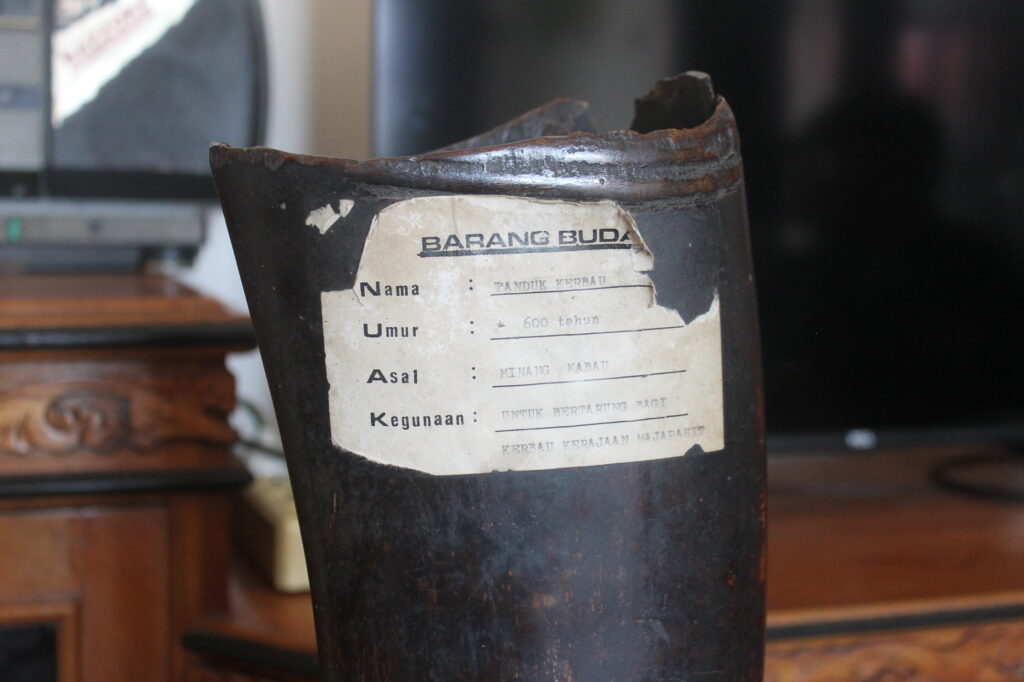 BARANG BUDA
Nama : TANDUK KERBAU
Umur : ± 600 tahun
Asal : MINANG KABAU
Kegunaan : UNTUK BERTARUNG BAGI
KERBAU KERAJAAN MAJAPAHIT